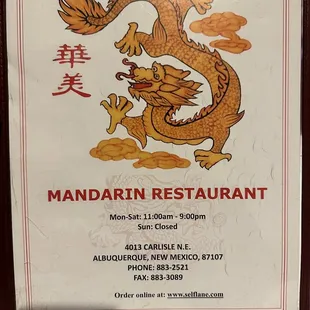 華美
MANDARIN RESTAURANT
Mon-Sat: 11:00am - 9:00pm
Sun: Closed
4013 CARLISLE N.E.
ALBUQUERQUE, NEW MEXICO, 87107
PHONE: 883-2521
FAX: 883-3089
Order online at: www.selflane.com